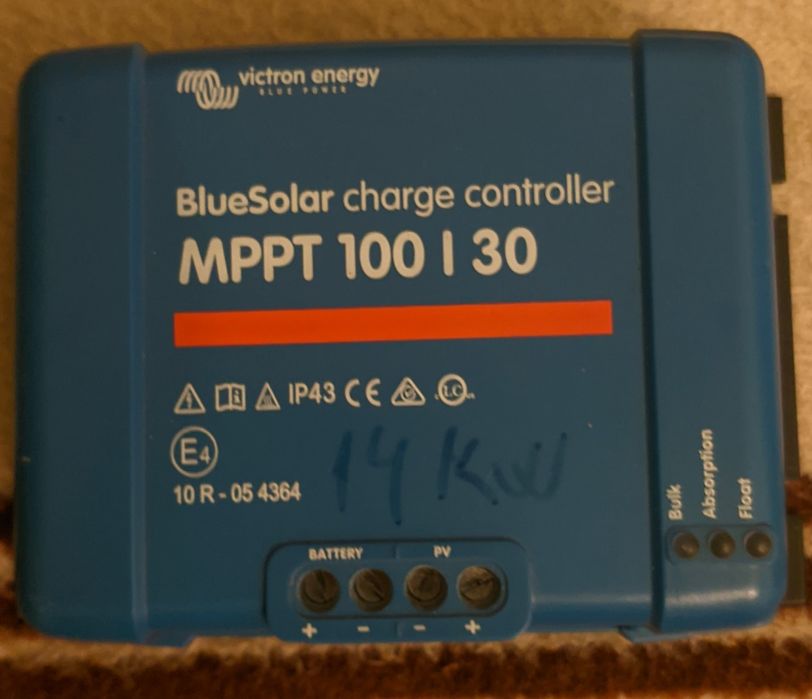 victron energy
BLUE POWER
BlueSolar charge controller
MPPT 100 | 30
IP43 CE
E4
10 R - 05 4364
14 Kw
Bulk
Absorption
Float
BATTERY PV
+ - - +